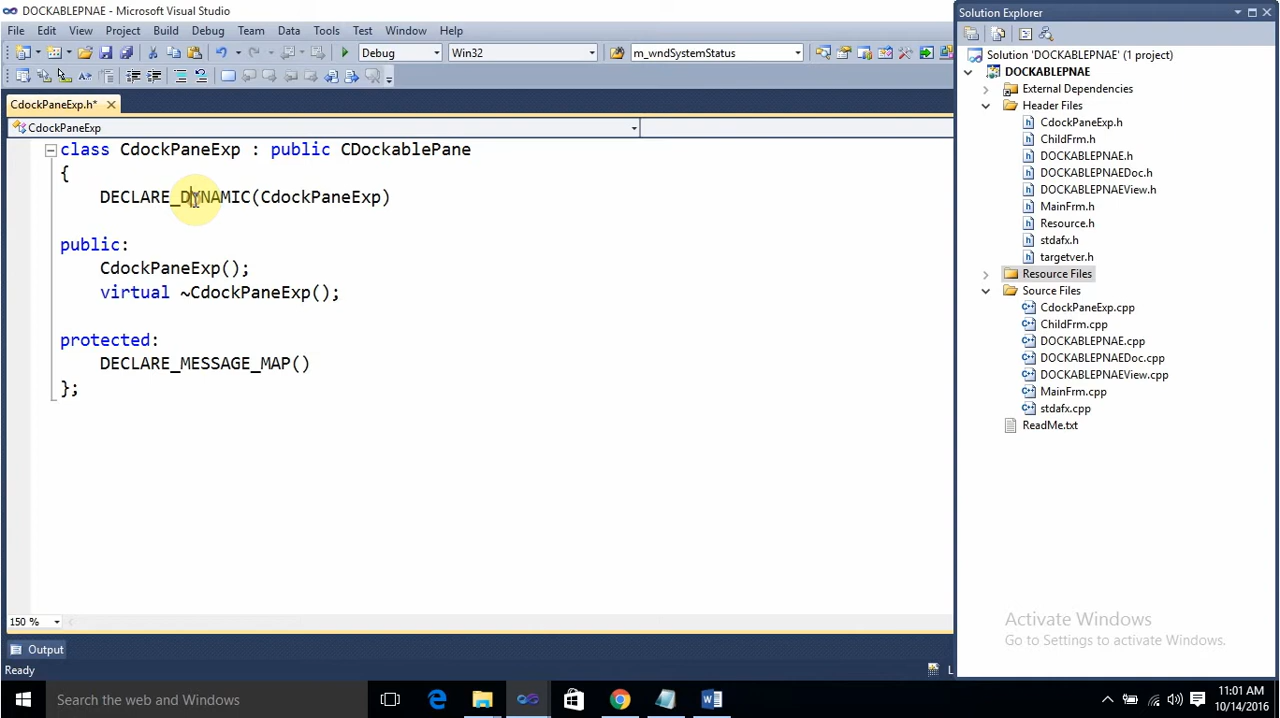 DOCKABLEPNAE - Microsoft Visual Studio
File Edit View Project Build Debug Team Data Tools Test Window Help
Debug Win32 m_wndSystemStatus
CdockPaneExp.h*
CdockPaneExp
class CdockPaneExp : public CDockablePane
{
DECLARE_DYNAMIC(CdockPaneExp)
public:
CdockPaneExp();
virtual ~CdockPaneExp();
protected:
DECLARE_MESSAGE_MAP()
};
150 %
Output
Ready
L
Solution Explorer
Solution 'DOCKABLEPNAE' (1 project)
DOCKABLEPNAE
External Dependencies
Header Files
CdockPaneExp.h
ChildFrm.h
DOCKABLEPNAE.h
DOCKABLEPNAEDoc.h
DOCKABLEPNAEView.h
MainFrm.h
Resource.h
stdafx.h
targetver.h
Resource Files
Source Files
CdockPaneExp.cpp
ChildFrm.cpp
DOCKABLEPNAE.cpp
DOCKABLEPNAEDoc.cpp
DOCKABLEPNAEView.cpp
MainFrm.cpp
stdafx.cpp
ReadMe.txt
Activate Windows
Go to Settings to activate Windows.
Search the web and Windows
11:01 AM
10/14/2016